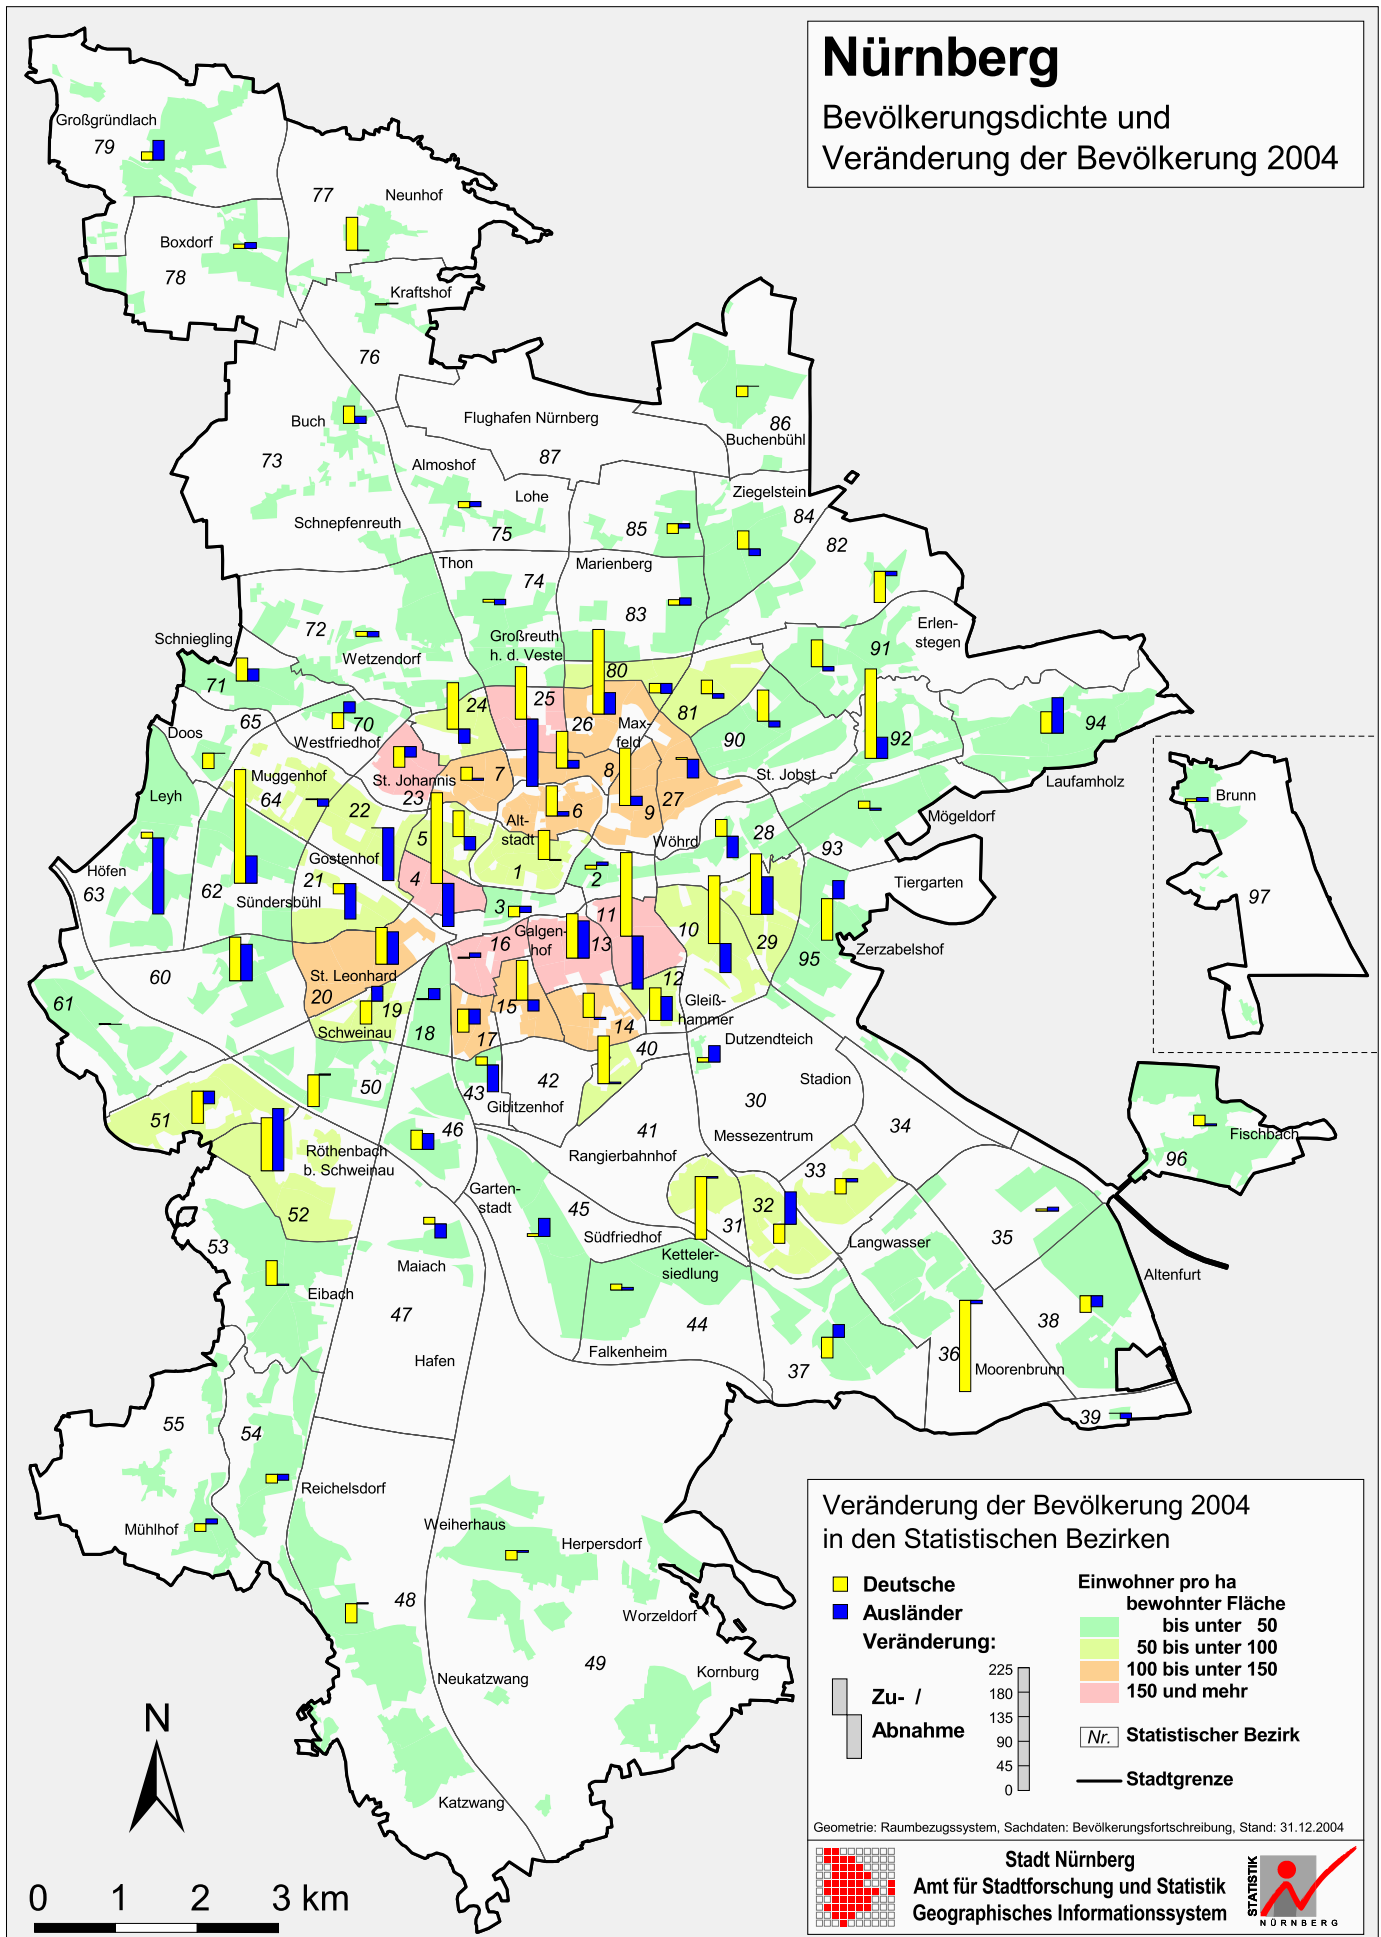 Nürnberg
Bevölkerungsdichte und
Veränderung der Bevölkerung 2004
Großgründlach
79
77
Neunhof
Boxdorf
78
Kraftshof
76
Buch
73
Flughafen Nürnberg
87
86
Buchenbühl
Almoshof
Lohe
75
Schnepfenreuth
Ziegelstein
84
85
82
Thon
74
Marienberg
83
72
Wetzendorf
Großreuth
h. d. Veste
Erlen-
stegen
91
Schniegling
71
80
81
65
70
Westfriedhof
24
25
26
Max-
feld
90
92
94
Doos
St. Johannis
23
7
8
27
St. Jobst
Laufamholz
Muggenhof
64
22
Leyh
Alt-
stadt
6
9
Mögeldorf
Brunn
5
Wöhrd
28
93
Gostenhof
1
2
Höfen
63
62
21
Sündersbühl
4
3
Tiergarten
97
16
Galgen-
hof
11
13
10
29
Zerzabelshof
95
60
St. Leonhard
20
19
Schweinau
18
15
12
Gleiß-
hammer
61
17
14
40
Dutzendteich
50
43
42
Gibitzenhof
Stadion
30
51
46
41
Rangierbahnhof
Messezentrum
34
Fischbach
96
Röthenbach
b. Schweinau
33
Garten-
stadt
45
Südfriedhof
52
32
31
35
53
Langwasser
Ketteler-
siedlung
Maiach
Eibach
47
Altenfurt
44
38
Hafen
Falkenheim
37
36
Moorenbrunn
39
55
54
Reichelsdorf
Mühlhof
Weiherhaus
Herpersdorf
48
Worzeldorf
49
Neukatzwang
Kornburg
Katzwang
N
0 1 2 3 km
Veränderung der Bevölkerung 2004
in den Statistischen Bezirken
Deutsche
Ausländer
Veränderung:
Zu- /
Abnahme
225
180
135
90
45
0
Einwohner pro ha
bewohnter Fläche
bis unter 50
50 bis unter 100
100 bis unter 150
150 und mehr
Nr. Statistischer Bezirk
Stadtgrenze
Geometrie: Raumbezugssystem, Sachdaten: Bevölkerungsfortschreibung, Stand: 31.12.2004
Stadt Nürnberg
Amt für Stadtforschung und Statistik
Geographisches Informationssystem
STATISTIK
NÜRNBERG